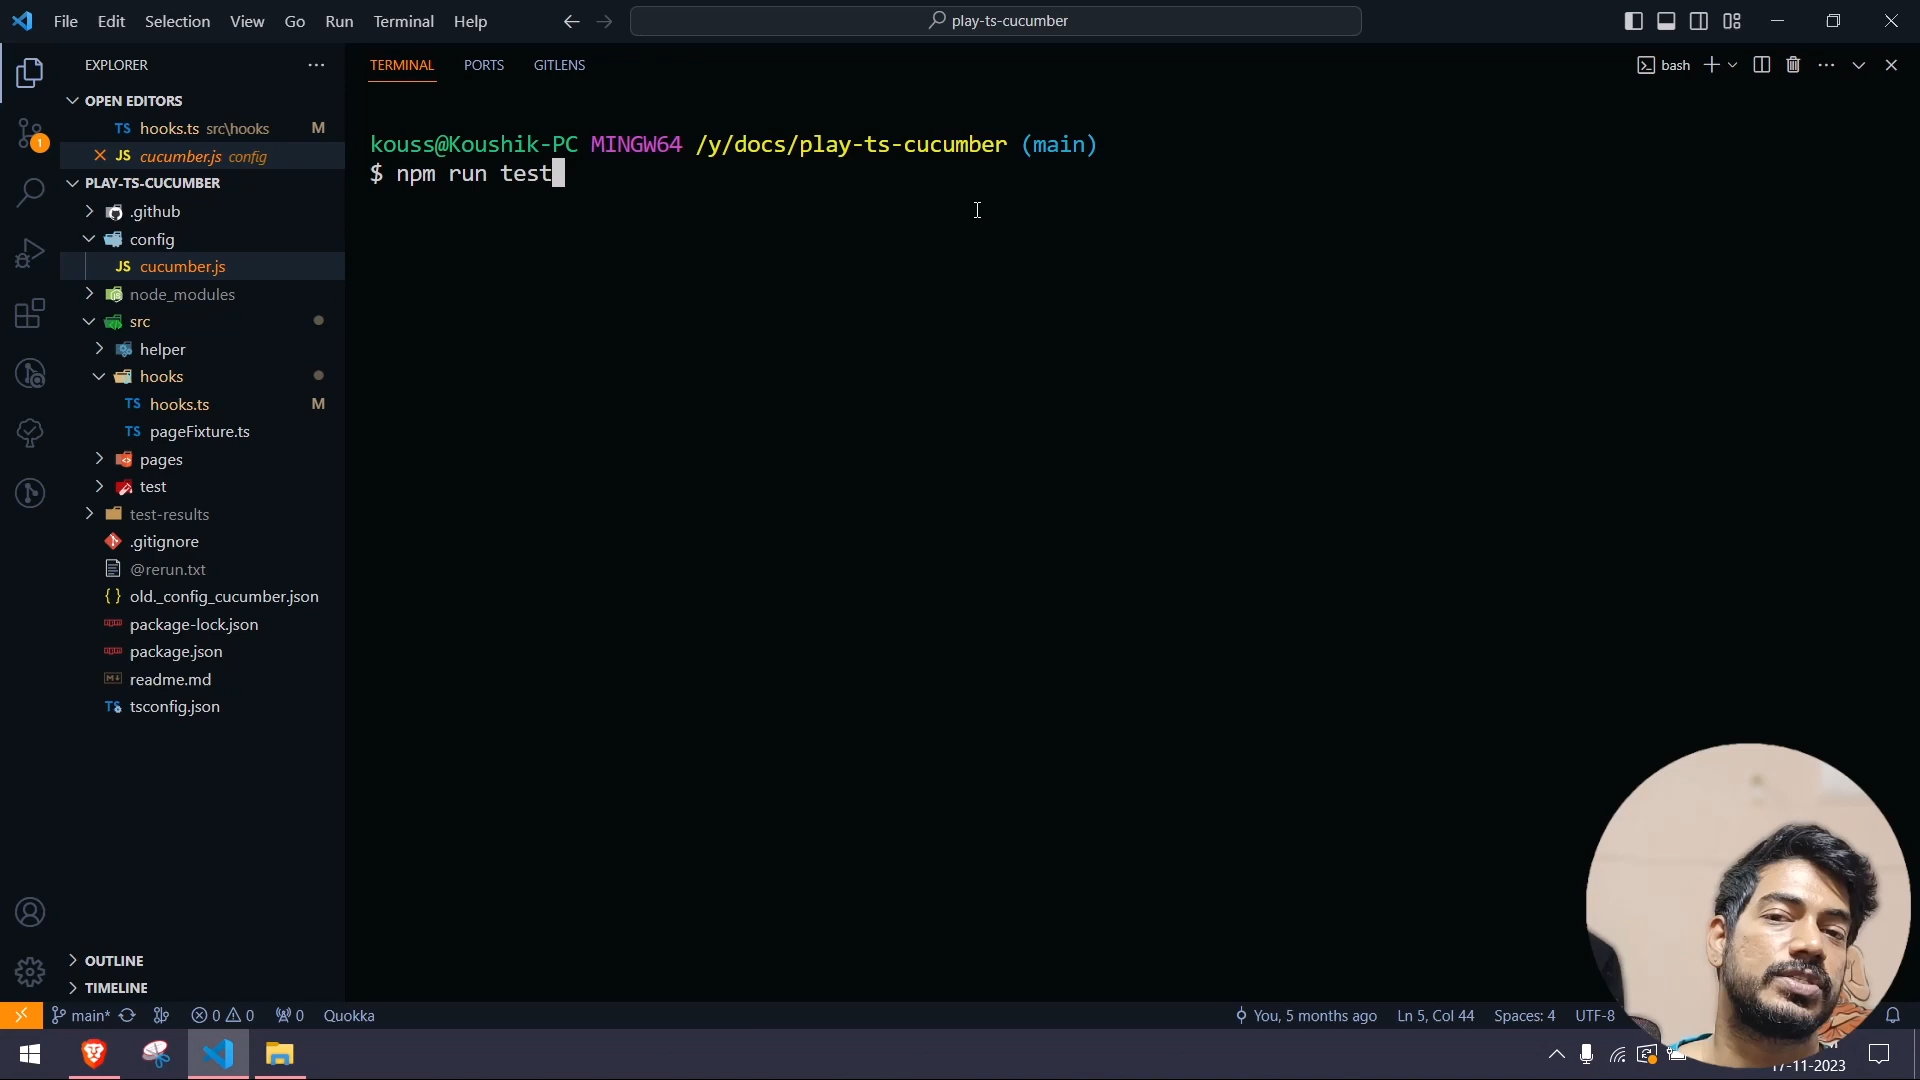 File Edit Selection View Go Run Terminal Help
play-ts-cucumber
EXPLORER
OPEN EDITORS
TS hooks.ts src\hooks M
JS cucumber.js config
PLAY-TS-CUCUMBER
.github
config
JS cucumber.js
node_modules
src
helper
hooks
TS hooks.ts M
TS pageFixture.ts
pages
test
test-results
.gitignore
@rerun.txt
{} old._config_cucumber.json
package-lock.json
package.json
readme.md
TS tsconfig.json
OUTLINE
TIMELINE
TERMINAL PORTS GITLENS
bash
kouss@Koushik-PC MINGW64 /y/docs/play-ts-cucumber (main)
$ npm run test
1
main* 0 0 0 Quokka
You, 5 months ago Ln 5, Col 44 Spaces: 4 UTF-8
17-11-2023